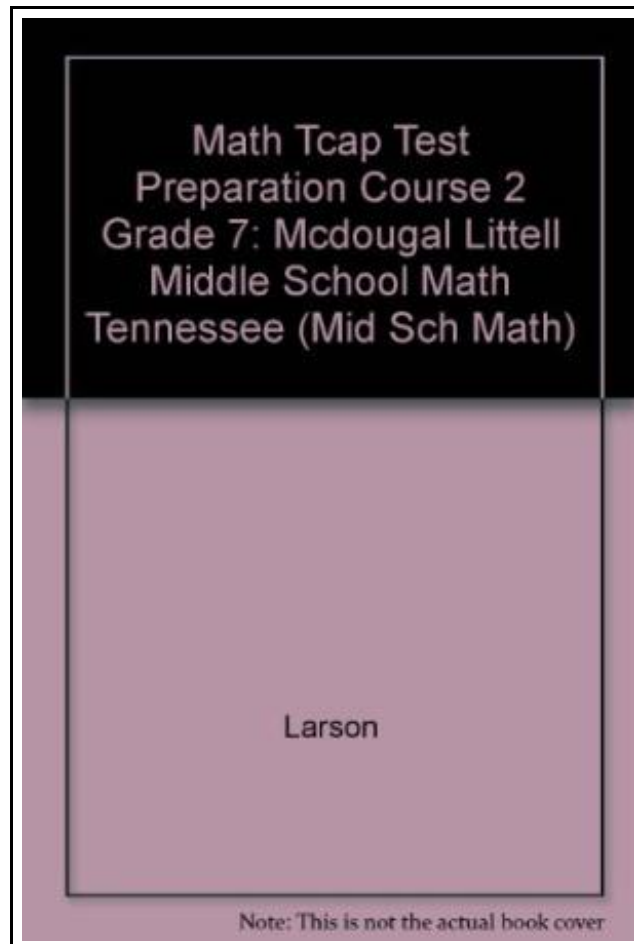 Math Tcap Test
Preparation Course 2
Grade 7: Mcdougal Littell
Middle School Math
Tennessee (Mid Sch Math)
Larson
Note: This is not the actual book cover